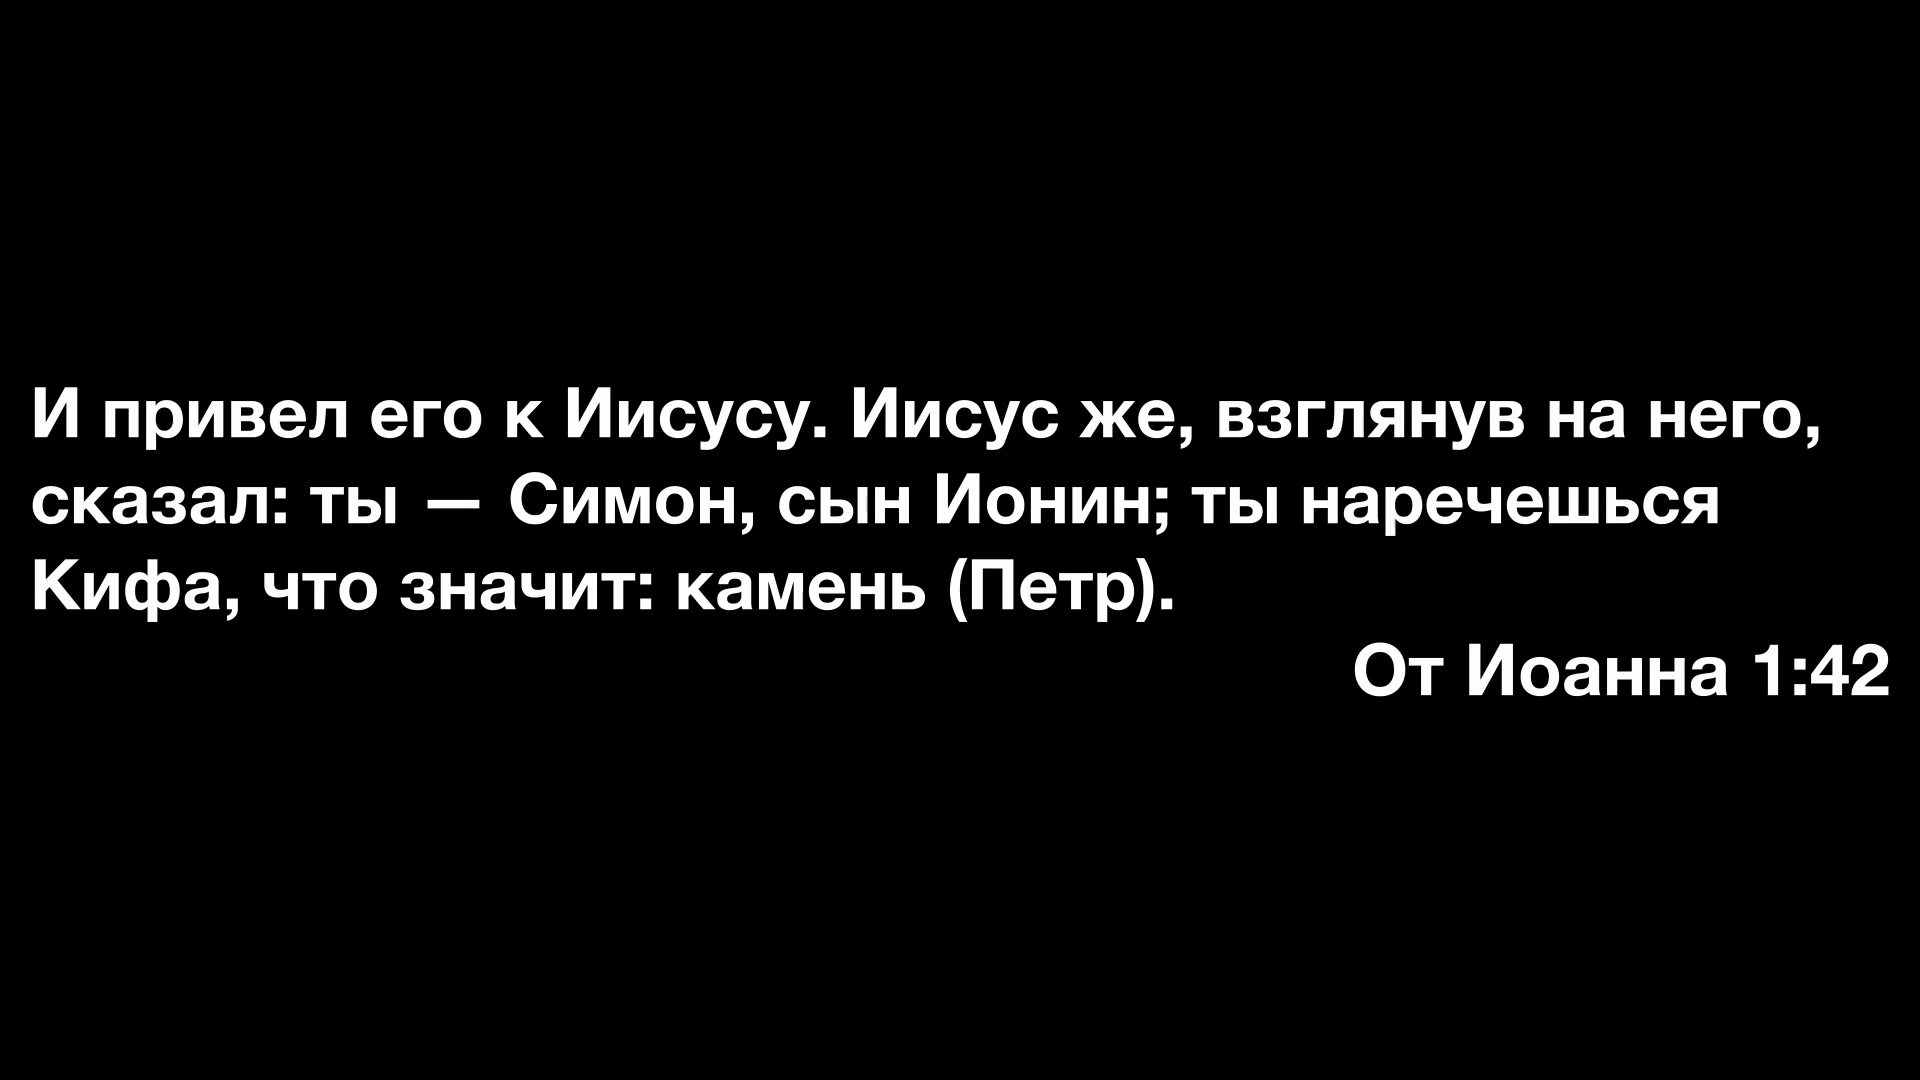 И привел его к Иисусу. Иисус же, взглянув на него,
сказал: ты — Симон, сын Ионин; ты наречешься
Кифа, что значит: камень (Петр).
От Иоанна 1:42